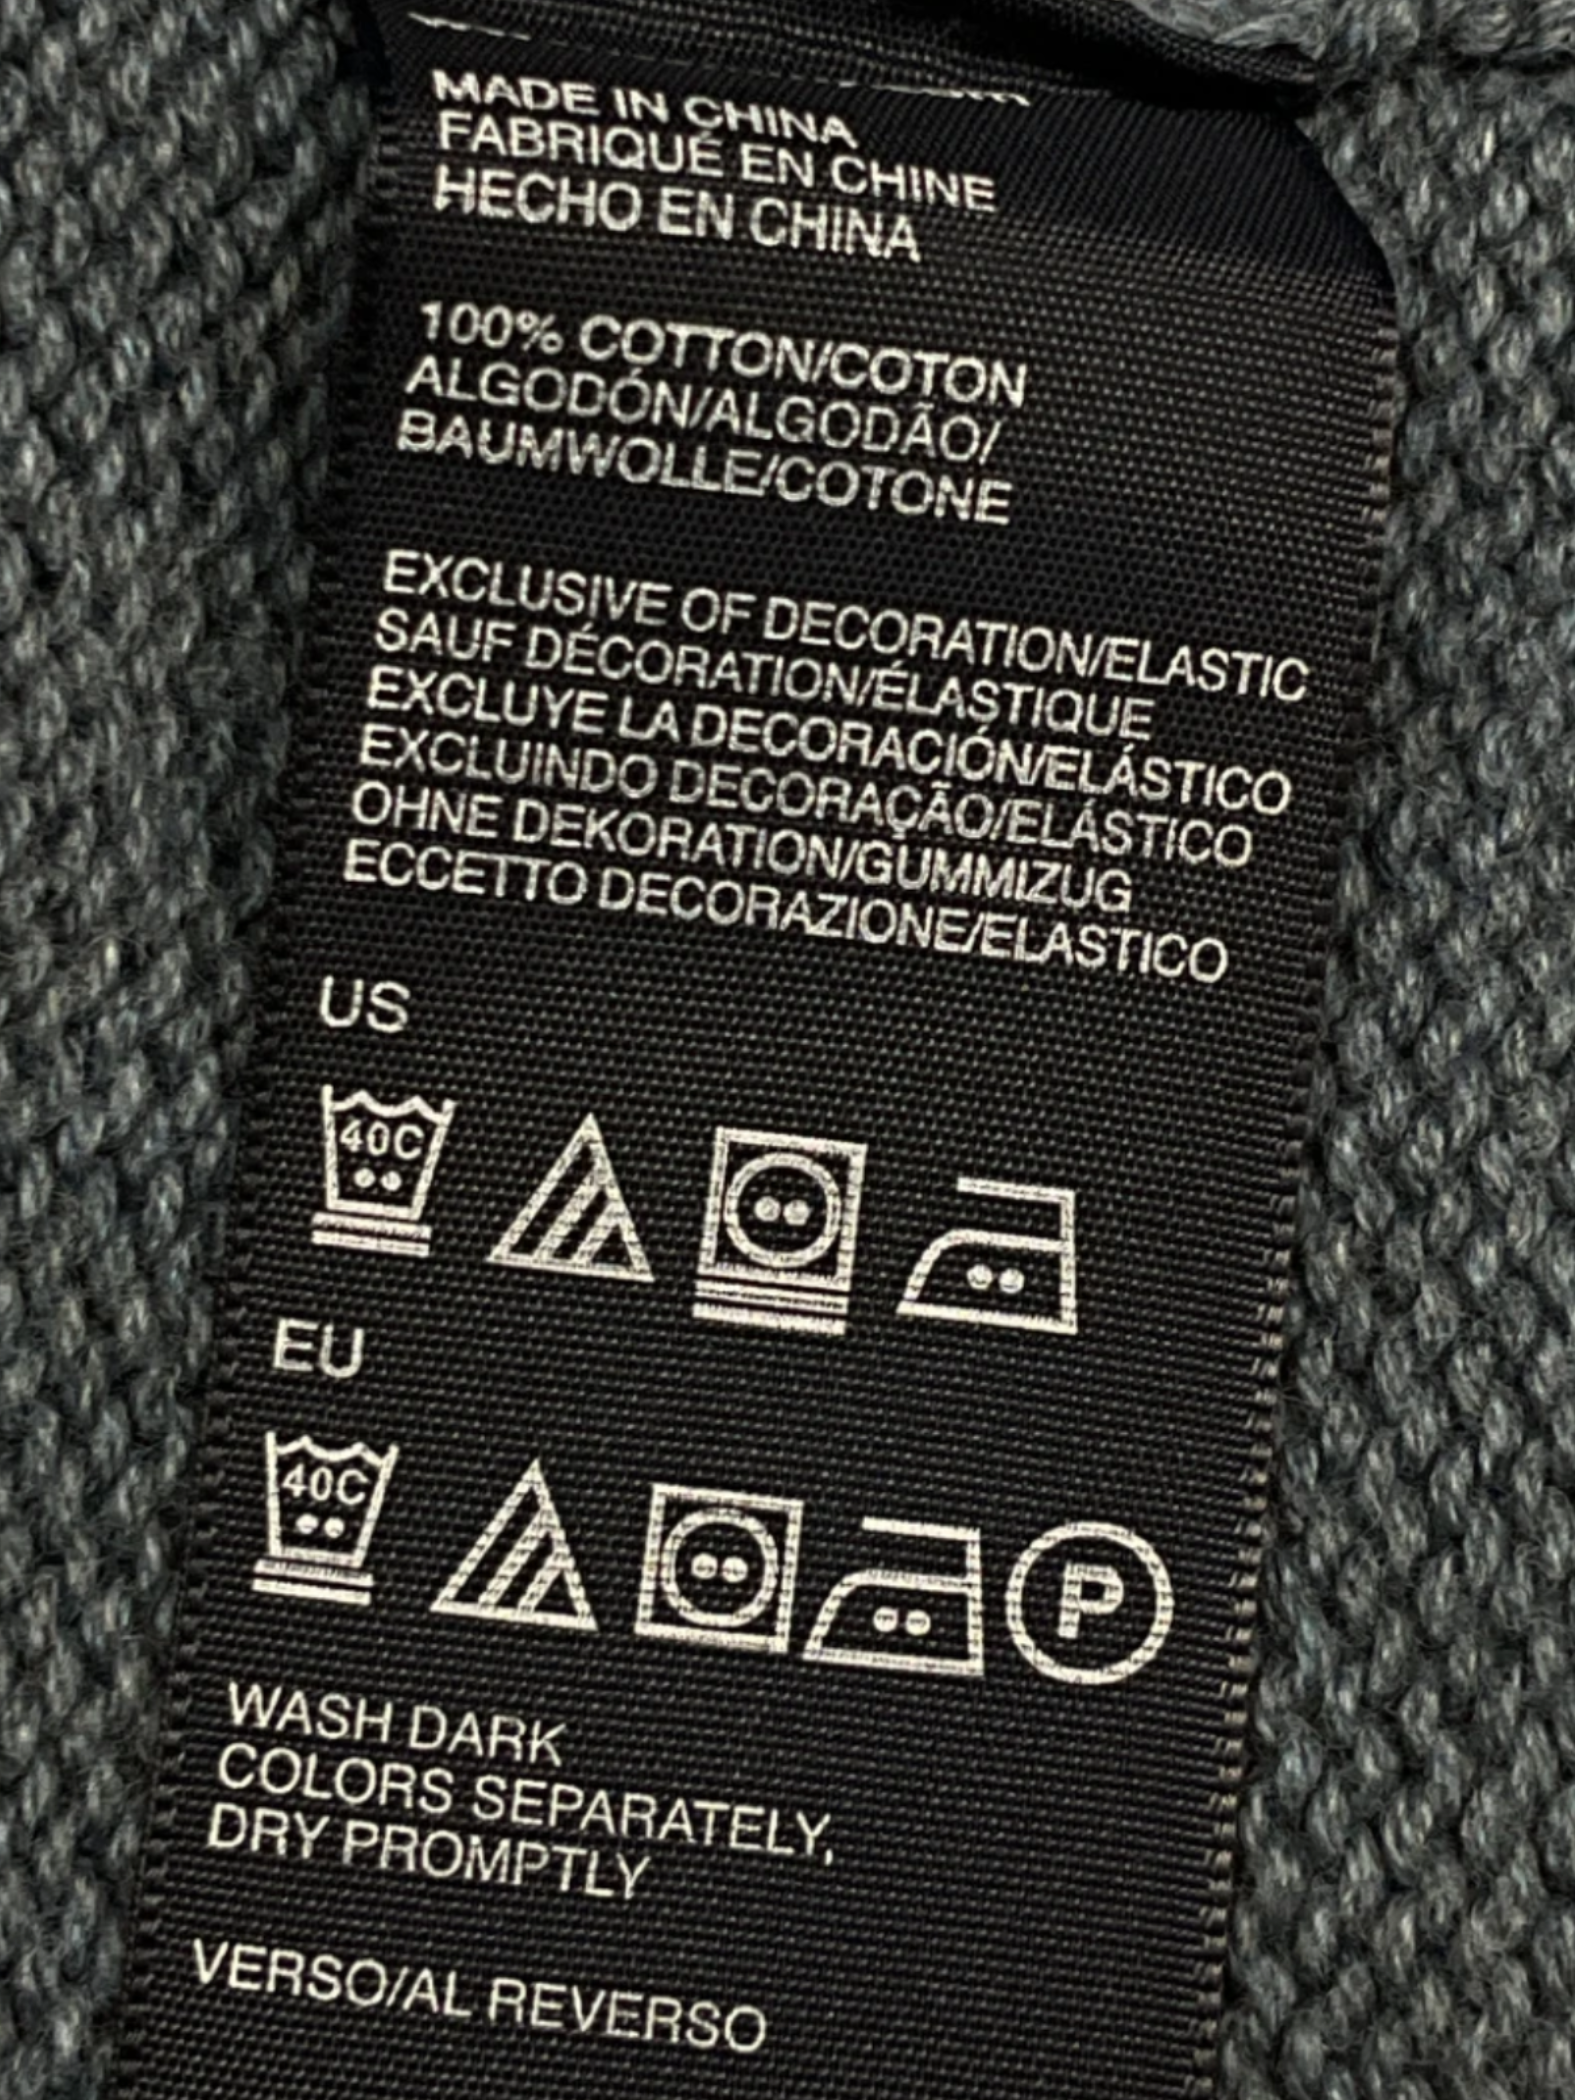 MADE IN CHINA
FABRIQUÉ EN CHINE
HECHO EN CHINA
100% COTTON/COTON
ALGODÓN/ALGODÃO/
BAUMWOLLE/COTONE
EXCLUSIVE OF DECORATION/ELASTIC
SAUF DÉCORATION/ÉLASTIQUE
EXCLUYE LA DECORACIÓN/ELÁSTICO
EXCLUINDO DECORAÇÃO/ELÁSTICO
OHNE DEKORATION/GUMMIZUG
ECCETTO DECORAZIONE/ELASTICO
US
40C
EU
40C
P
WASH DARK
COLORS SEPARATELY,
DRY PROMPTLY
VERSO/AL REVERSO